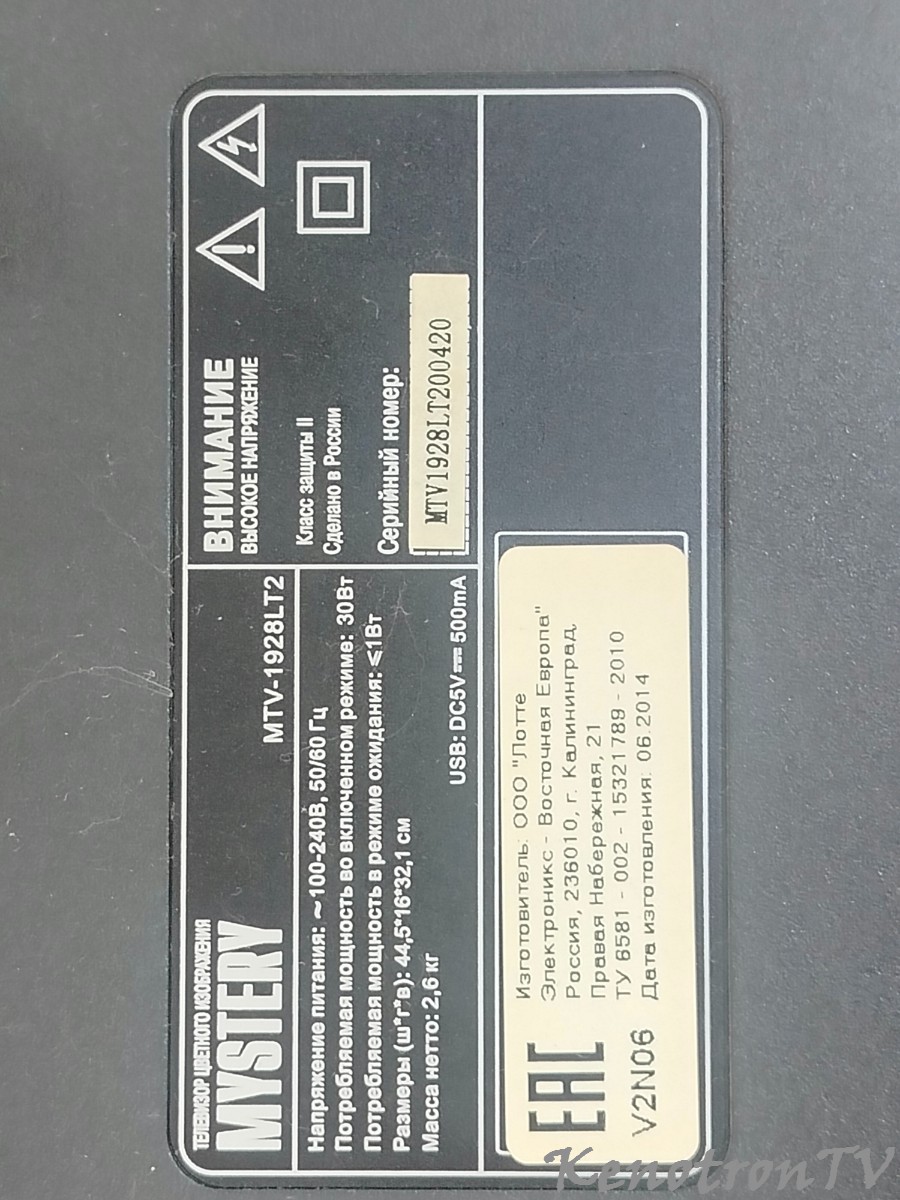 ТЕЛЕВИЗОР ЦВЕТНОГО ИЗОБРАЖЕНИЯ
MYSTERY
MTV-1928LT2
Напряжение питания: ~100-240В, 50/60 Гц
Потребляемая мощность во включенном режиме: 30Вт
Потребляемая мощность в режиме ожидания: ⩽1Вт
Размеры (ш*г*в): 44,5*16*32,1 см
Масса нетто: 2,6 кг
USB: DC5V⎓500mA
ВНИМАНИЕ
ВЫСОКОЕ НАПРЯЖЕНИЕ
Класс защиты II
Сделано в России
Серийный номер:
MTV1928LT200420
EAC
V2N06
Изготовитель: ООО "Лотте
Электроникс - Восточная Европа"
Россия, 236010, г. Калининград,
Правая Набережная, 21
ТУ 6581 - 002 - 15321789 - 2010
Дата изготовления: 06.2014
KenotronTV